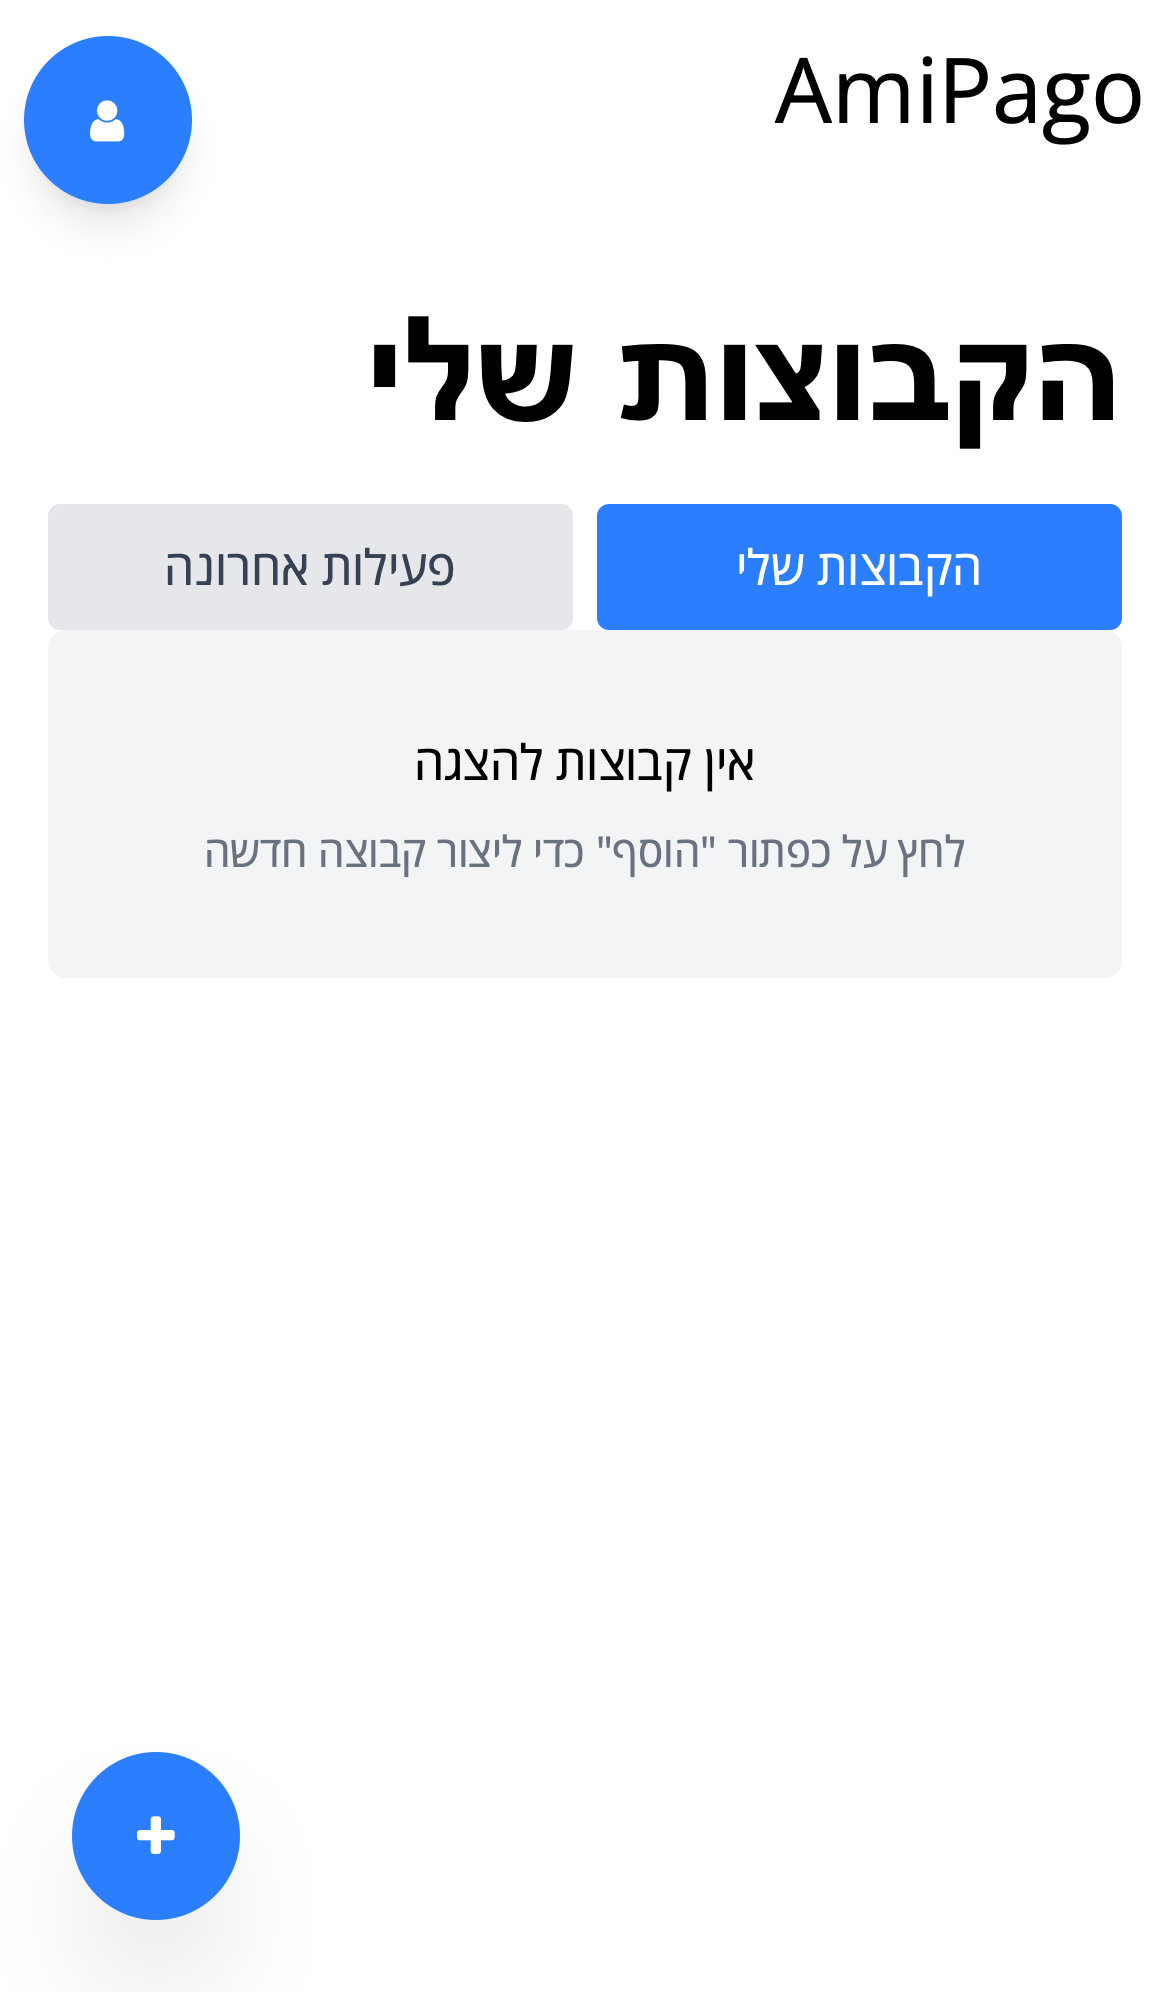 AmiPago
הקבוצות שלי
הקבוצות שלי
פעילות אחרונה
אין קבוצות להצגה
לחץ על כפתור "הוסף" כדי ליצור קבוצה חדשה